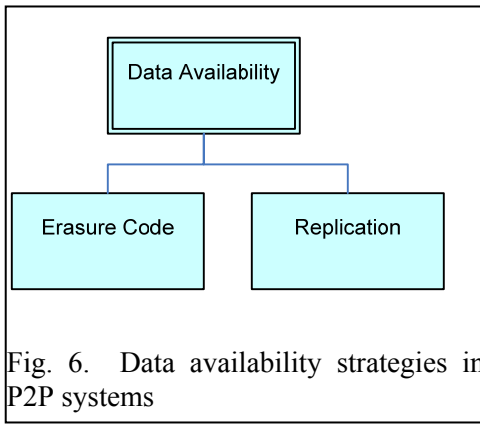 Data Availability
Erasure Code
Replication
Fig. 6. Data availability strategies in
P2P systems